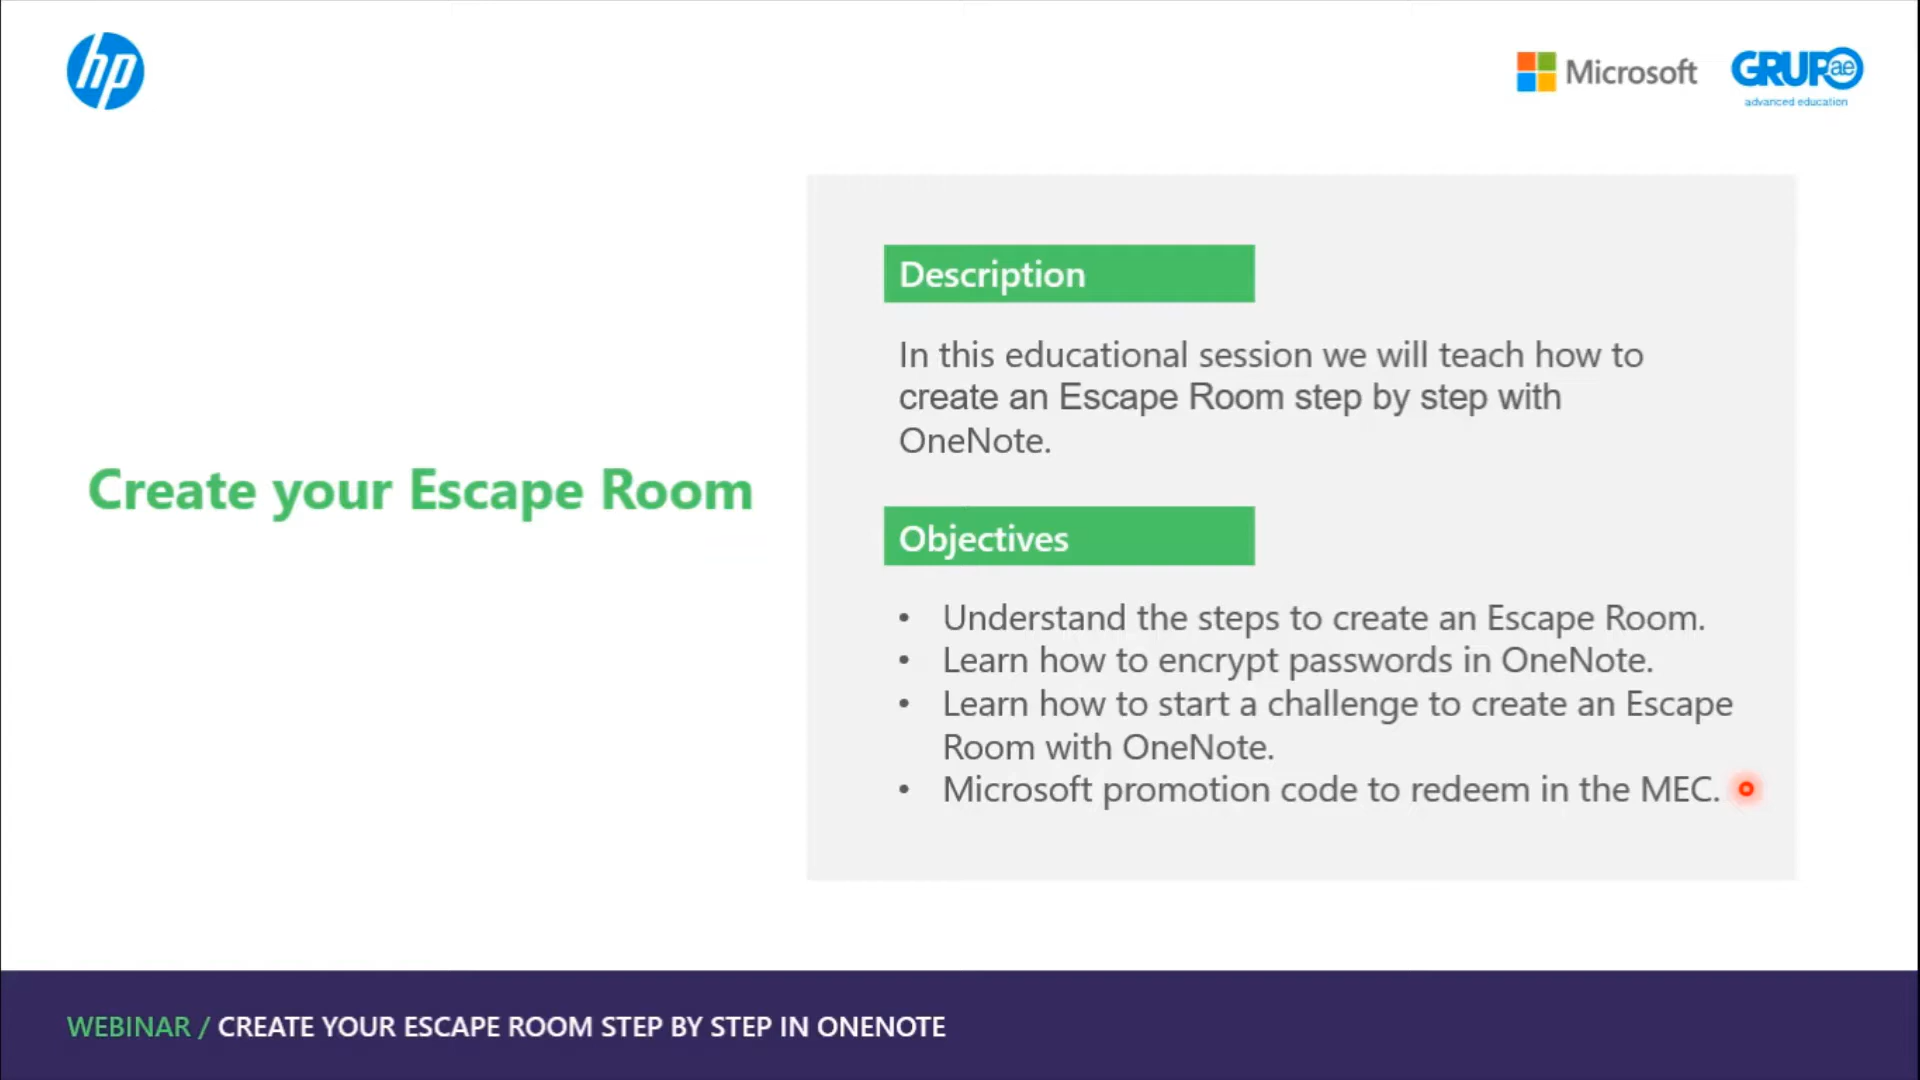 hp
Microsoft
GRUPO ae
advanced education
Create your Escape Room
Description
In this educational session we will teach how to
create an Escape Room step by step with
OneNote.
Objectives
• Understand the steps to create an Escape Room.
• Learn how to encrypt passwords in OneNote.
• Learn how to start a challenge to create an Escape
Room with OneNote.
• Microsoft promotion code to redeem in the MEC.
WEBINAR / CREATE YOUR ESCAPE ROOM STEP BY STEP IN ONENOTE